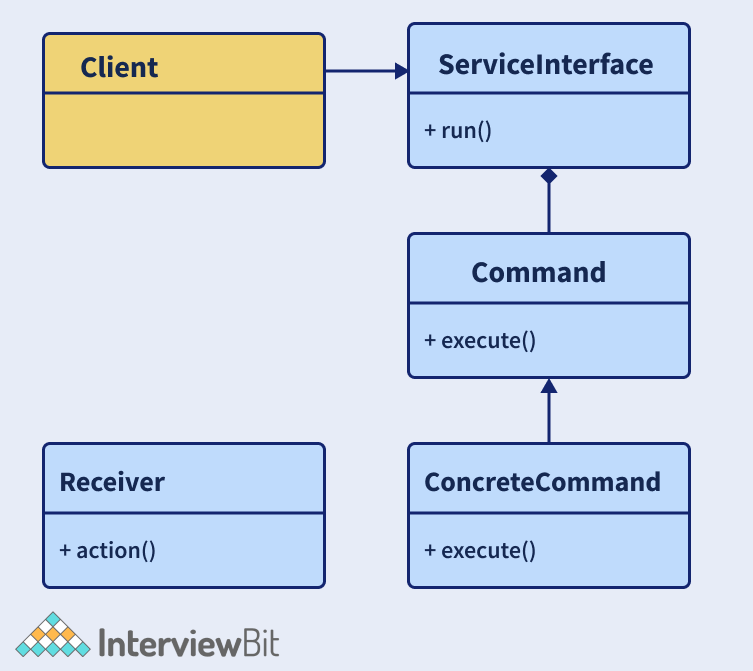 Client
ServiceInterface
+ run()
Command
+ execute()
Receiver
+ action()
ConcreteCommand
+ execute()
InterviewBit